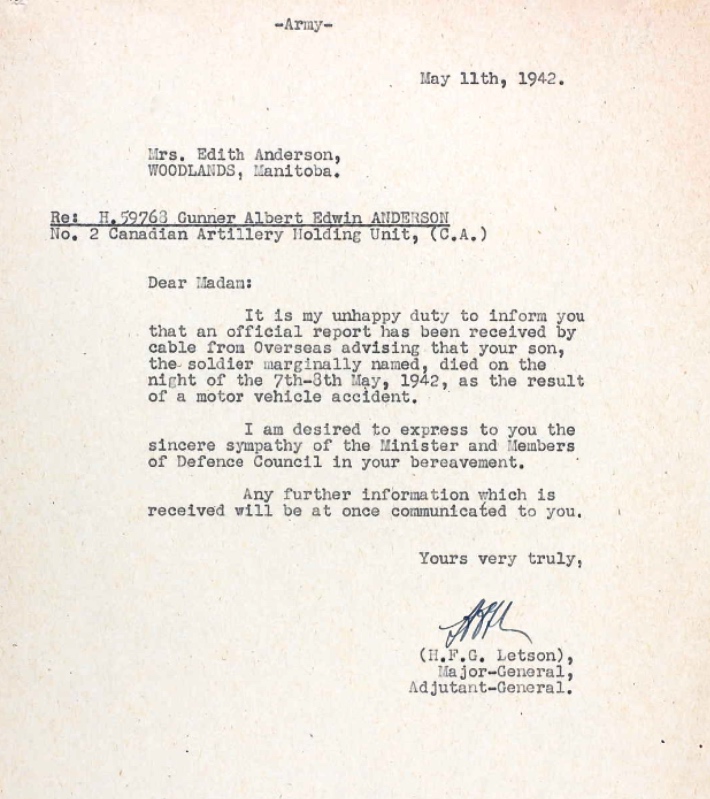 -Army-
May 11th, 1942.
Mrs. Edith Anderson,
WOODLANDS, Manitoba.
Re: H.59768 Gunner Albert Edwin ANDERSON
No. 2 Canadian Artillery Holding Unit, (C.A.)
Dear Madam:
It is my unhappy duty to inform you
that an official report has been received by
cable from Overseas advising that your son,
the soldier marginally named, died on the
night of the 7th-8th May, 1942, as the result
of a motor vehicle accident.
I am desired to express to you the
sincere sympathy of the Minister and Members
of Defence Council in your bereavement.
Any further information which is
received will be at once communicated to you.
Yours very truly,
(H.F.G. Letson),
Major-General,
Adjutant-General.